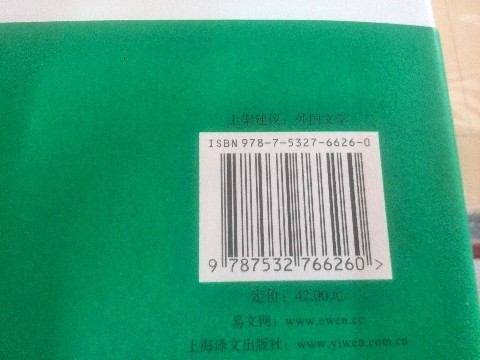 上架建议：外国文学
ISBN 978-7-5327-6626-0
9 787532 766260 >
定价：42.00元
易文网：www.ewen.cc
上海译文出版社：www.yiwen.com.cn